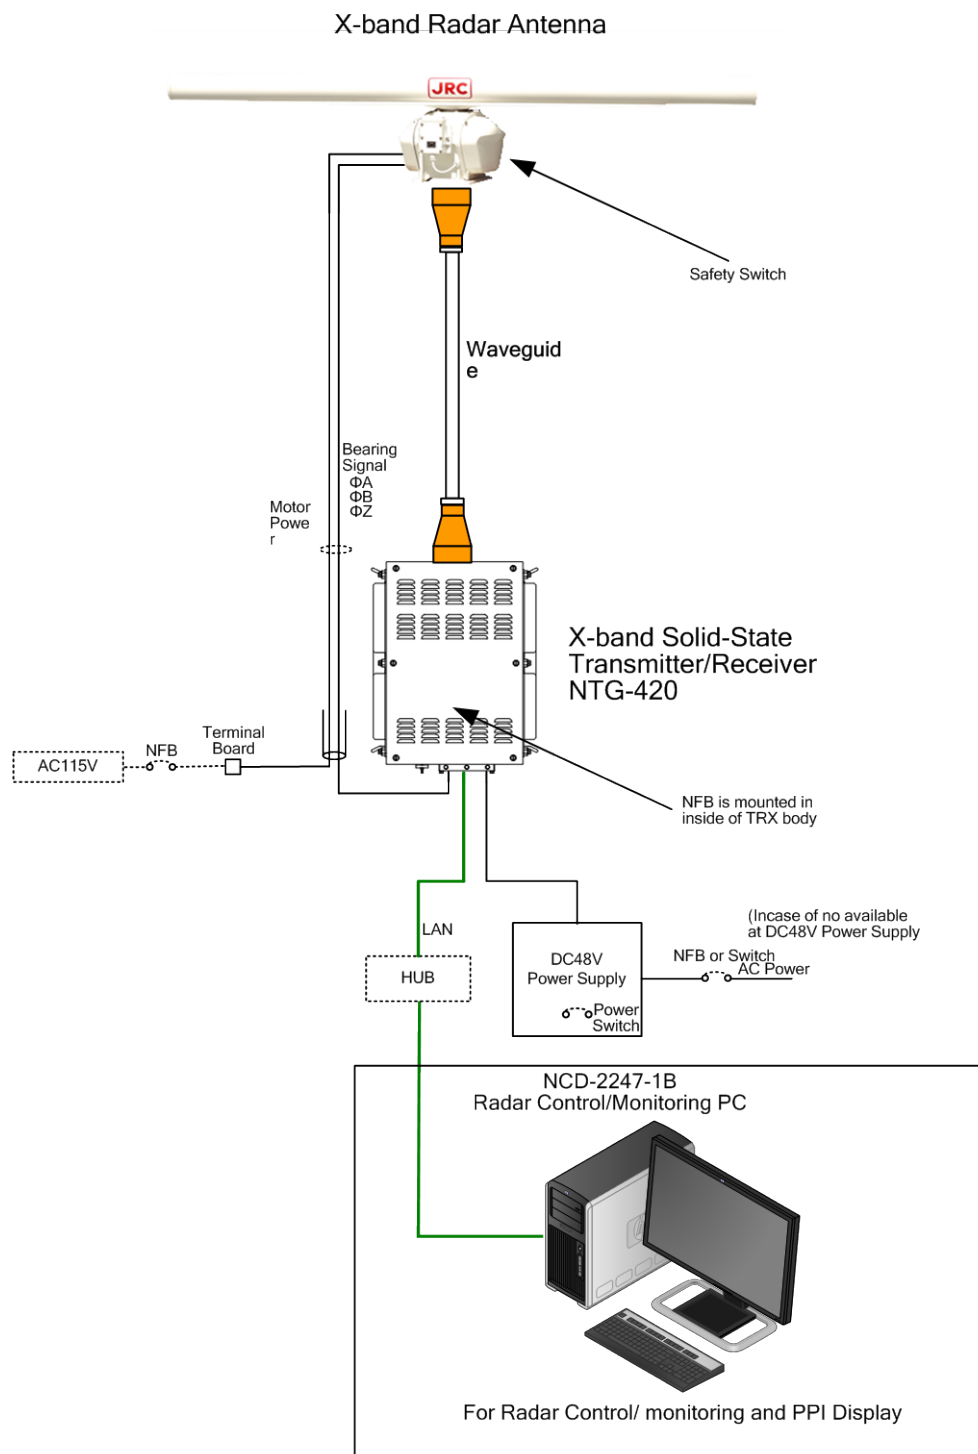 X-band Radar Antenna
JRC
Safety Switch
Waveguid
e
Bearing
Signal
ΦA
ΦB
ΦZ
Motor
Powe
r
X-band Solid-State
Transmitter/Receiver
NTG-420
Terminal
Board
NFB
AC115V
NFB is mounted in
inside of TRX body
LAN
HUB
(Incase of no available
at DC48V Power Supply
NFB or Switch
AC Power
DC48V
Power Supply
Power
Switch
NCD-2247-1B
Radar Control/Monitoring PC
For Radar Control/ monitoring and PPI Display